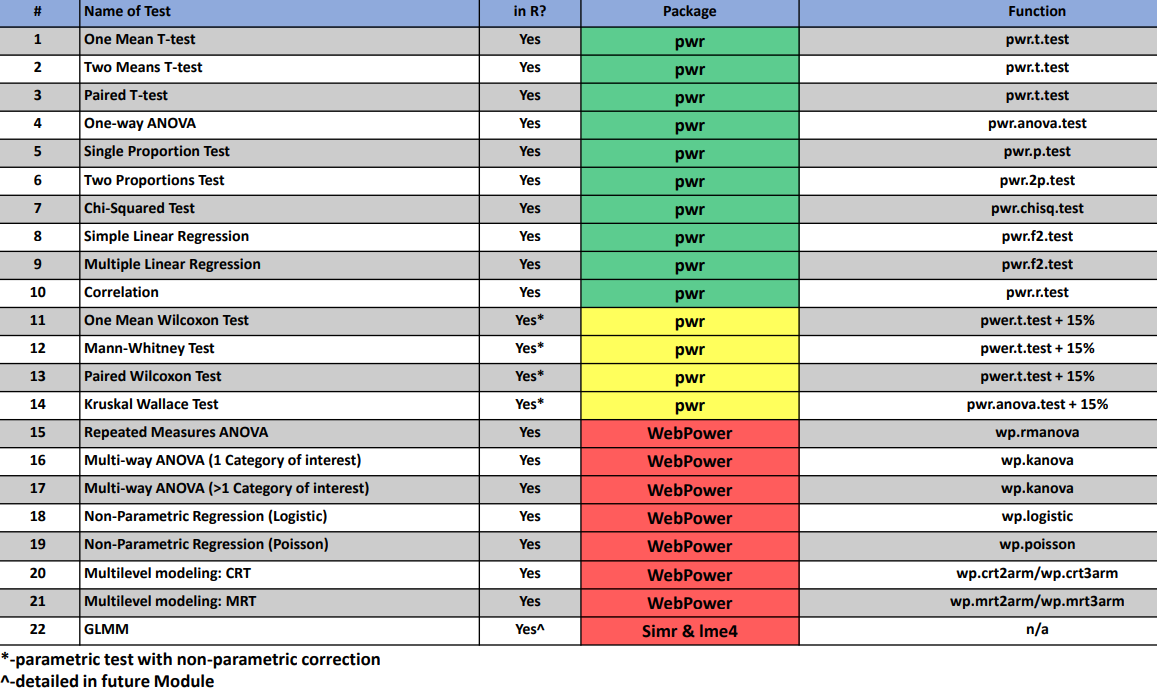 # Name of Test in R? Package Function
1 One Mean T-test Yes pwr pwr.t.test
2 Two Means T-test Yes pwr pwr.t.test
3 Paired T-test Yes pwr pwr.t.test
4 One-way ANOVA Yes pwr pwr.anova.test
5 Single Proportion Test Yes pwr pwr.p.test
6 Two Proportions Test Yes pwr pwr.2p.test
7 Chi-Squared Test Yes pwr pwr.chisq.test
8 Simple Linear Regression Yes pwr pwr.f2.test
9 Multiple Linear Regression Yes pwr pwr.f2.test
10 Correlation Yes pwr pwr.r.test
11 One Mean Wilcoxon Test Yes* pwr pwer.t.test + 15%
12 Mann-Whitney Test Yes* pwr pwer.t.test + 15%
13 Paired Wilcoxon Test Yes* pwr pwer.t.test + 15%
14 Kruskal Wallace Test Yes* pwr pwr.anova.test + 15%
15 Repeated Measures ANOVA Yes WebPower wp.rmanova
16 Multi-way ANOVA (1 Category of interest) Yes WebPower wp.kanova
17 Multi-way ANOVA (>1 Category of interest) Yes WebPower wp.kanova
18 Non-Parametric Regression (Logistic) Yes WebPower wp.logistic
19 Non-Parametric Regression (Poisson) Yes WebPower wp.poisson
20 Multilevel modeling: CRT Yes WebPower wp.crt2arm/wp.crt3arm
21 Multilevel modeling: MRT Yes WebPower wp.mrt2arm/wp.mrt3arm
22 GLMM Yes^ Simr & lme4 n/a
*-parametric test with non-parametric correction
^-detailed in future Module